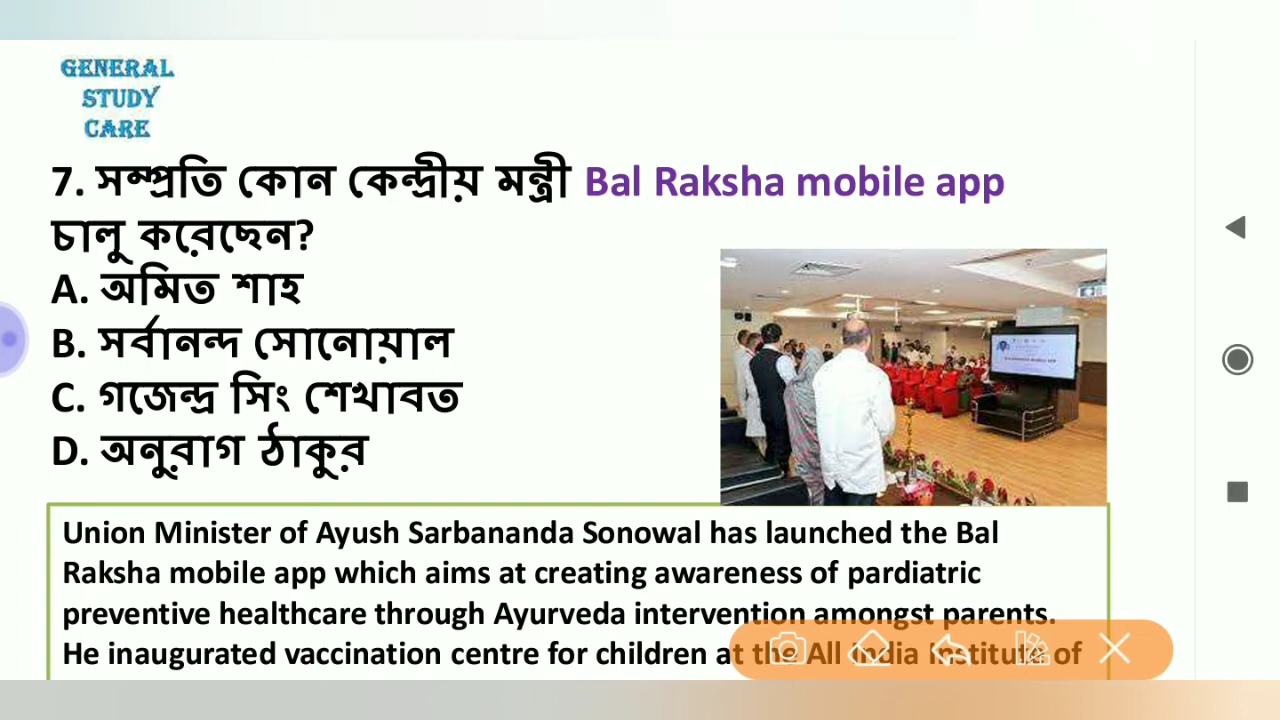 GENERAL
STUDY
CARE
7. সম্প্রতি কোন কেন্দ্রীয় মন্ত্রী Bal Raksha mobile app
চালু করেছেন?
A. অমিত শাহ
B. সর্বানন্দ সোনোয়াল
C. গজেন্দ্র সিং শেখাবত
D. অনুরাগ ঠাকুর
Union Minister of Ayush Sarbananda Sonowal has launched the Bal
Raksha mobile app which aims at creating awareness of pardiatric
preventive healthcare through Ayurveda intervention amongst parents.
He inaugurated vaccination centre for children at the All India Institute of